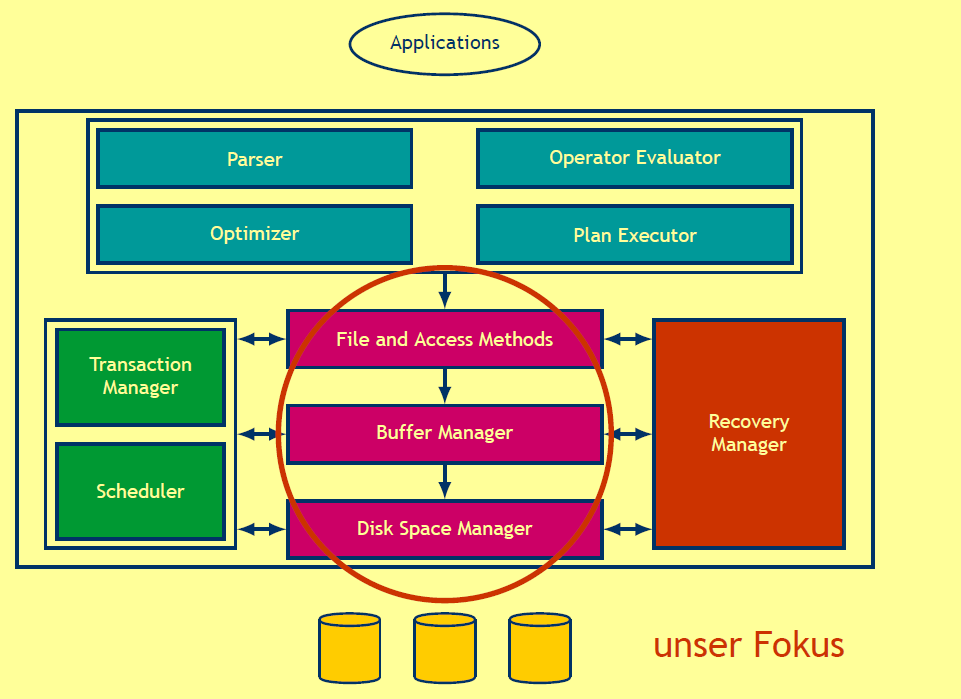 Applications
Parser
Operator Evaluator
Optimizer
Plan Executor
File and Access Methods
Transaction
Manager
Buffer Manager
Recovery
Manager
Scheduler
Disk Space Manager
unser Fokus